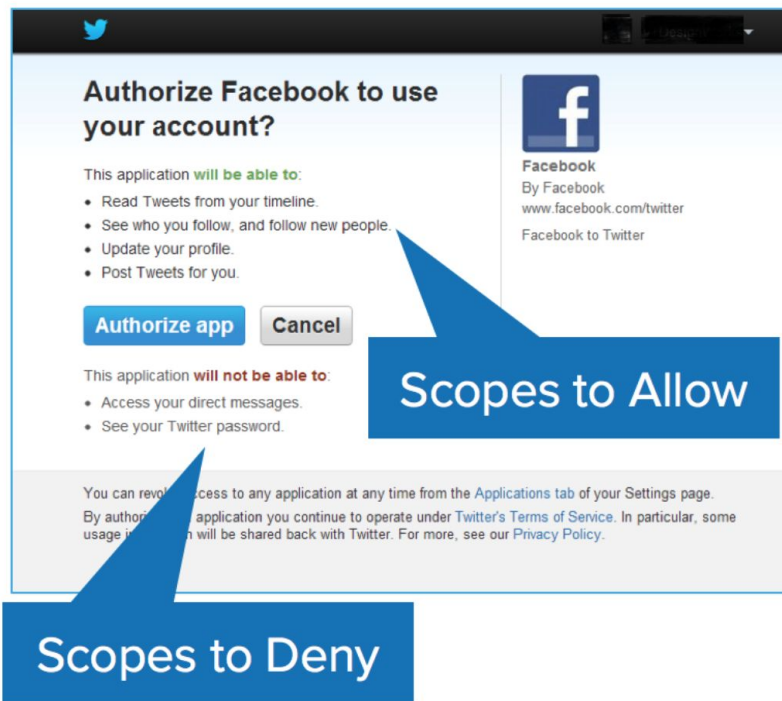 Authorize Facebook to use
your account?
This application will be able to:
• Read Tweets from your timeline.
• See who you follow, and follow new people.
• Update your profile.
• Post Tweets for you.
Authorize app
Cancel
This application will not be able to:
• Access your direct messages.
• See your Twitter password.
f
Facebook
By Facebook
www.facebook.com/twitter
Facebook to Twitter
Scopes to Allow
You can access to any application at any time from the Applications tab of your Settings page.
By application you continue to operate under Twitter's Terms of Service. In particular, some
usage will be shared back with Twitter. For more, see our Privacy Policy.
Scopes to Deny